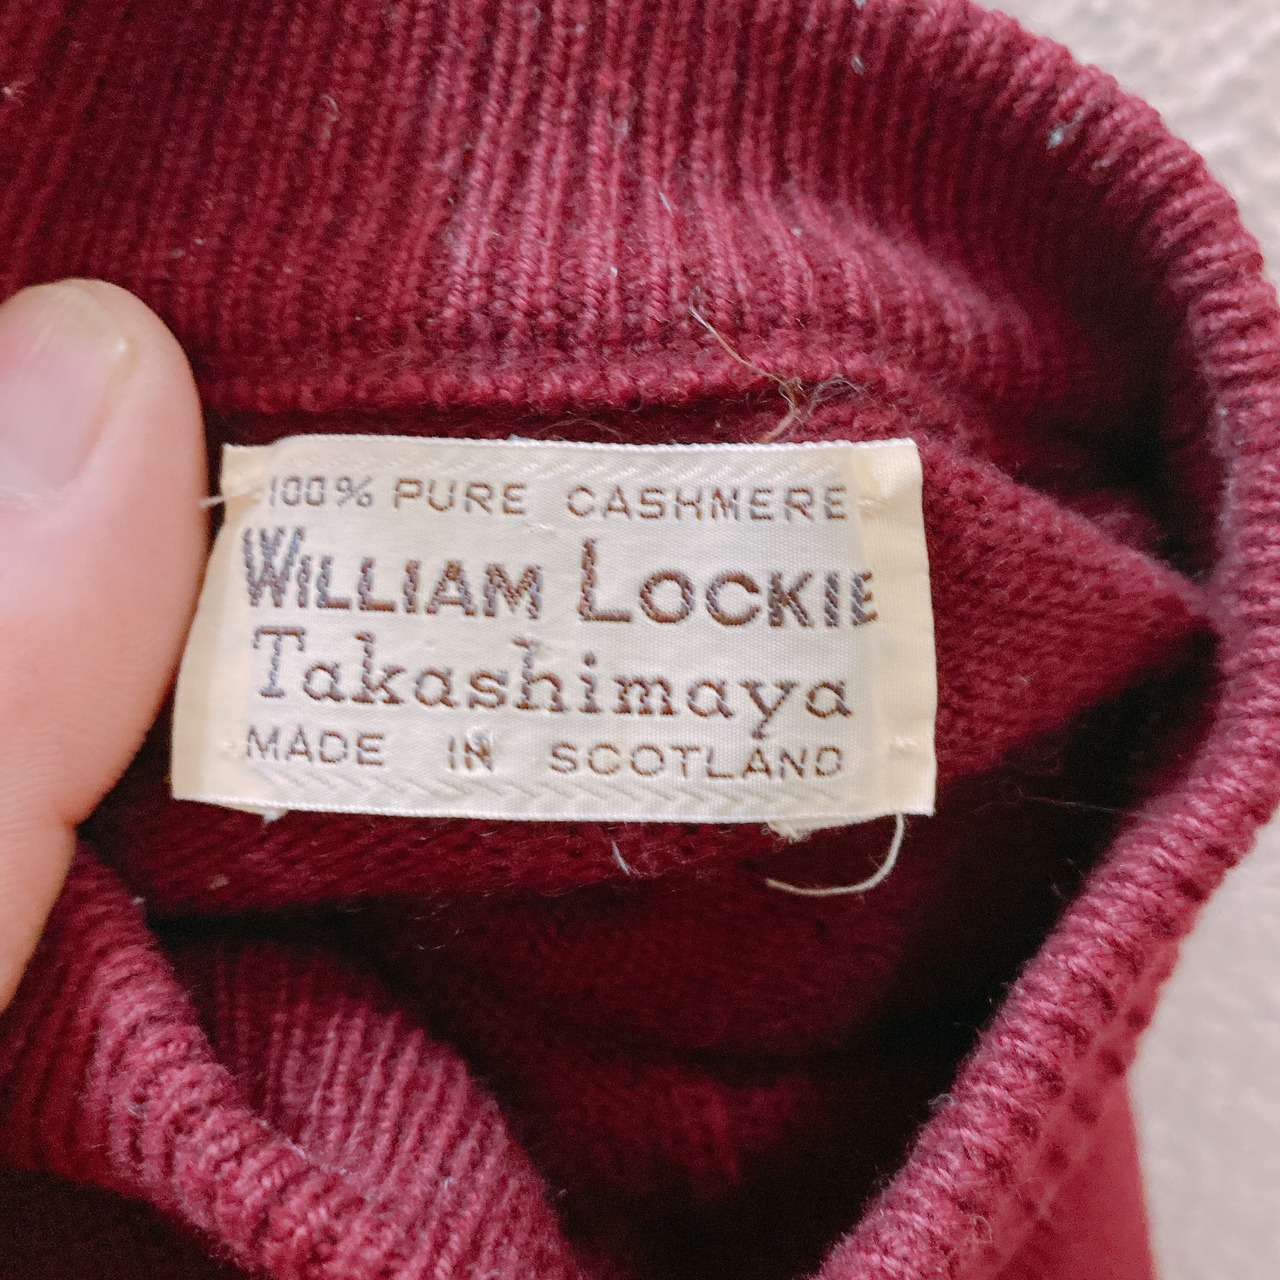 100% PURE CASHMERE
WILLIAM LOCKIE
Takashimaya
MADE IN SCOTLAND